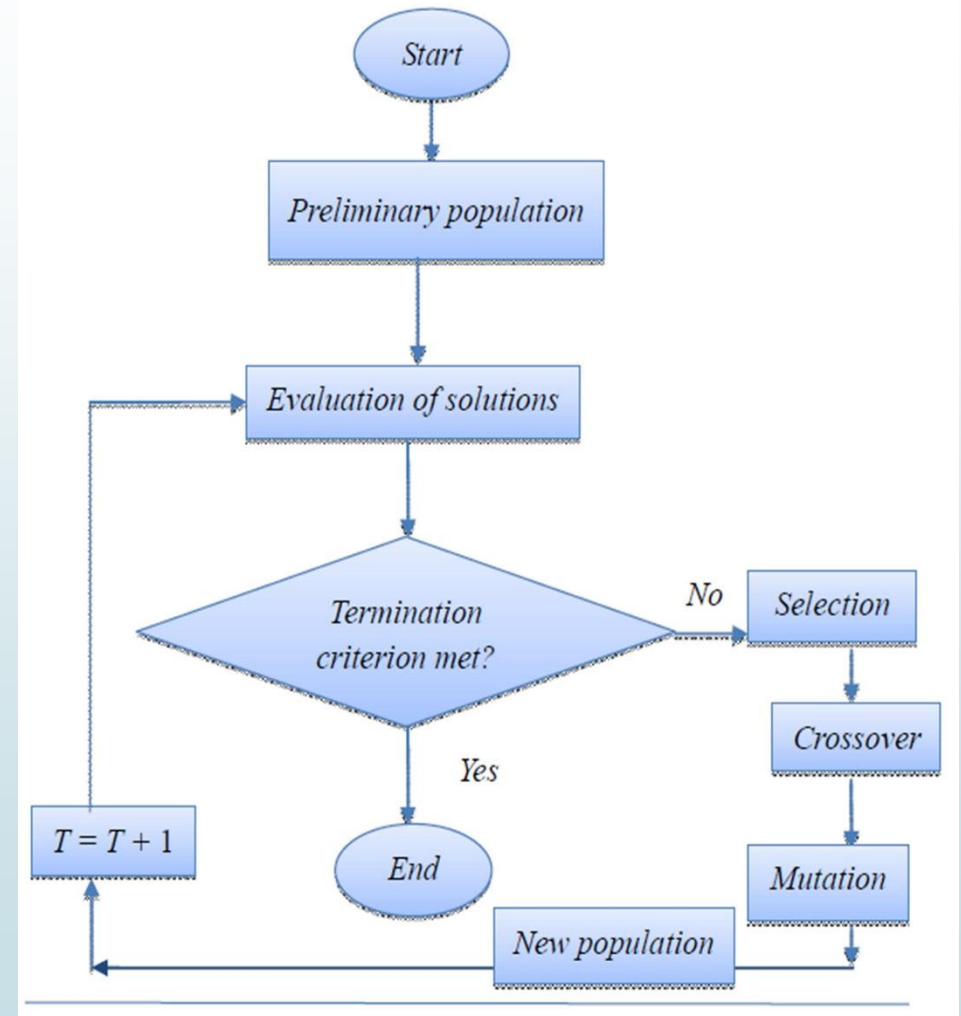 Start
Preliminary population
Evaluation of solutions
Termination
criterion met?
No
Selection
Crossover
Yes
T = T + 1
End
Mutation
New population